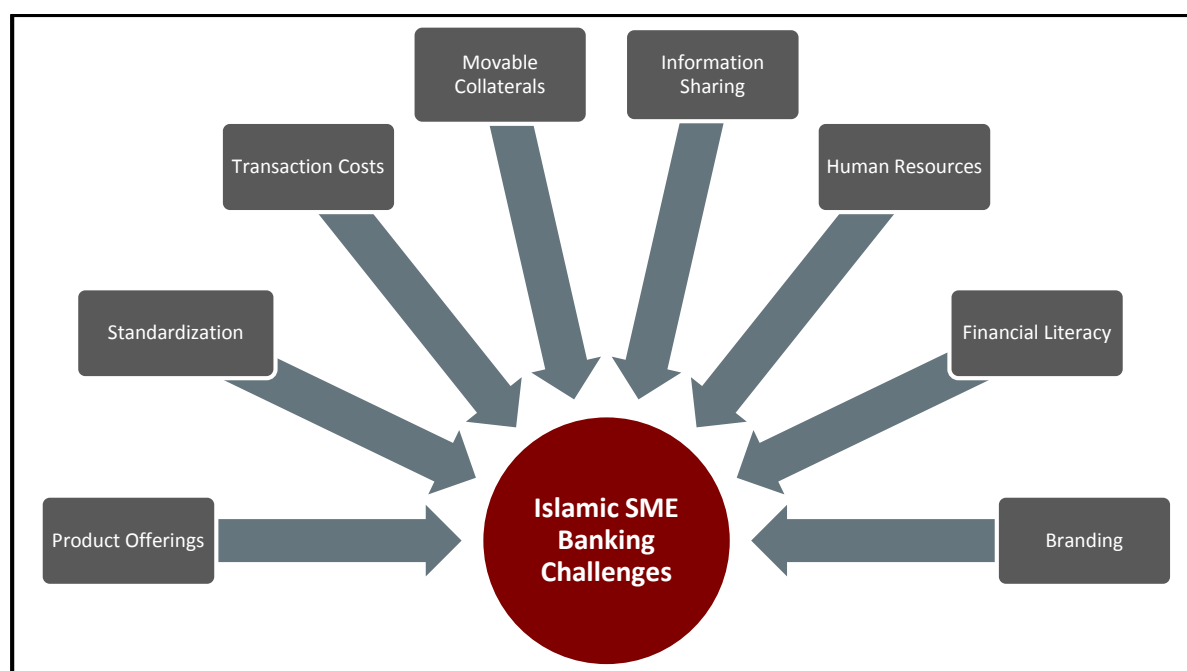 Movable
Collaterals
Information
Sharing
Transaction Costs
Human Resources
Standardization
Financial Literacy
Product Offerings
Islamic SME
Banking
Challenges
Branding